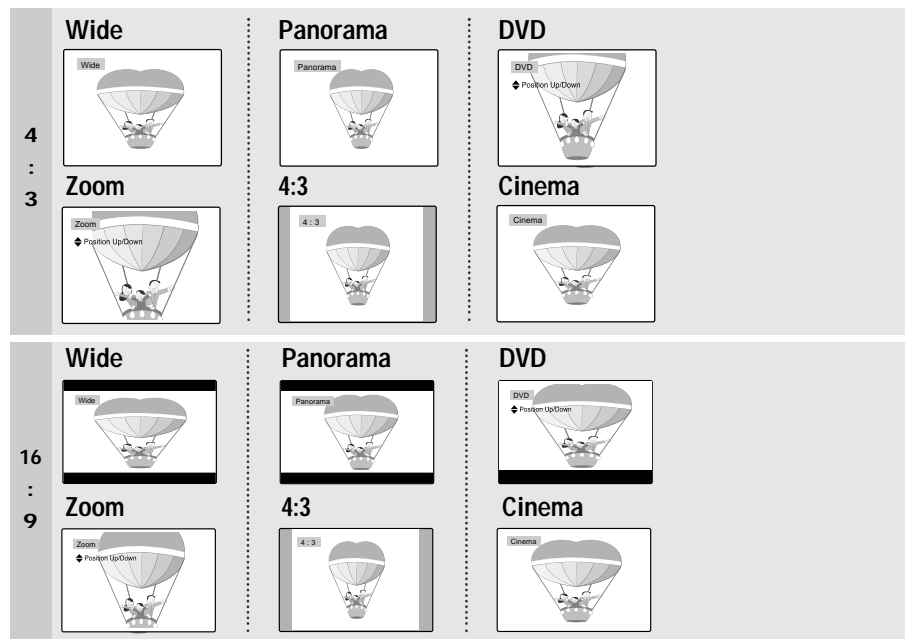 4
:
3
Wide Panorama DVD
Wide
Panorama
DVD
Position Up/Down
Zoom 4:3 Cinema
Zoom
Position Up/Down
4 : 3
Cinema
16
:
9
Wide Panorama DVD
Wide
Panorama
DVD
Position Up/Down
Zoom 4:3 Cinema
Zoom
Position Up/Down
4 : 3
Cinema